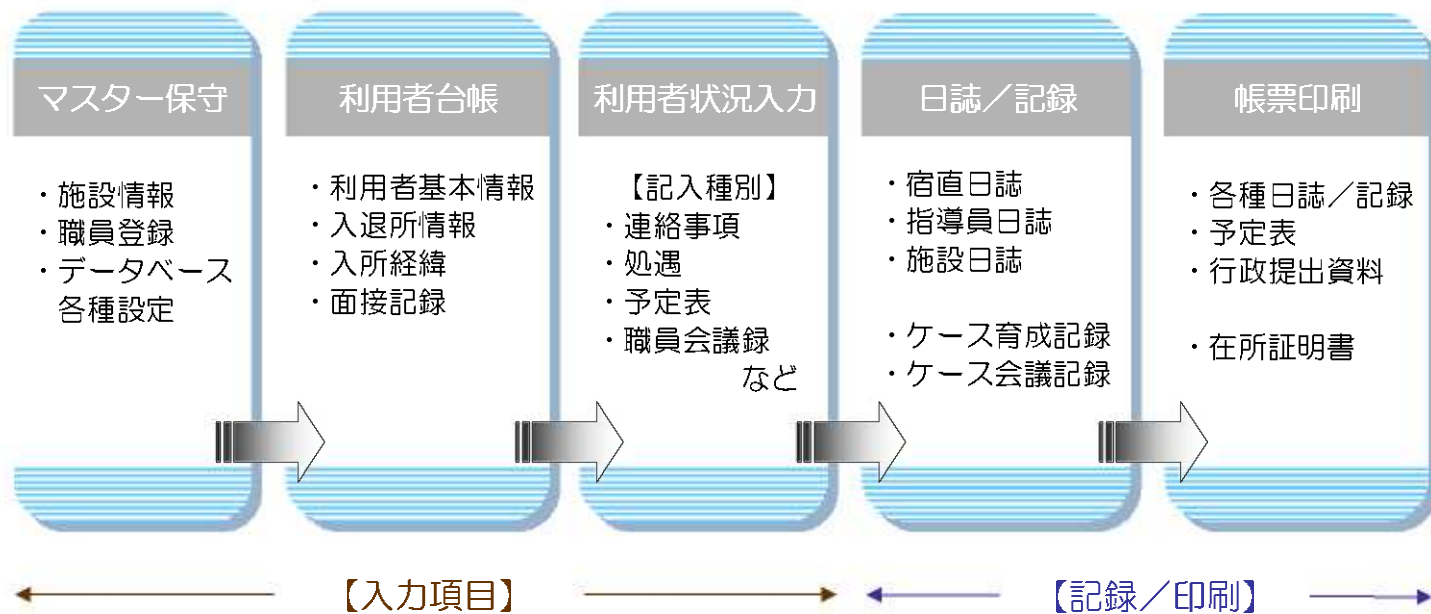 マスター保守
・施設情報
・職員登録
・データベース
各種設定
利用者台帳
・利用者基本情報
・入退所情報
・入所経緯
・面接記録
利用者状況入力
【記入種別】
・連絡事項
・処遇
・予定表
・職員会議録
など
日誌／記録
・宿直日誌
・指導員日誌
・施設日誌
・ケース育成記録
・ケース会議記録
帳票印刷
・各種日誌／記録
・予定表
・行政提出資料
・在所証明書
【入力項目】
【記録／印刷】